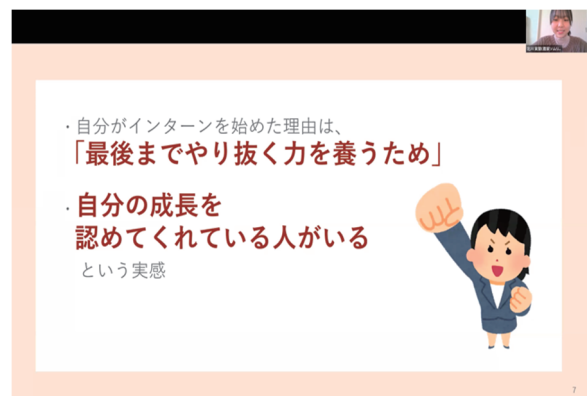 ・自分がインターンを始めた理由は、
「最後までやり抜く力を養うため」
・自分の成長を
認めてくれている人がいる
という実感
7